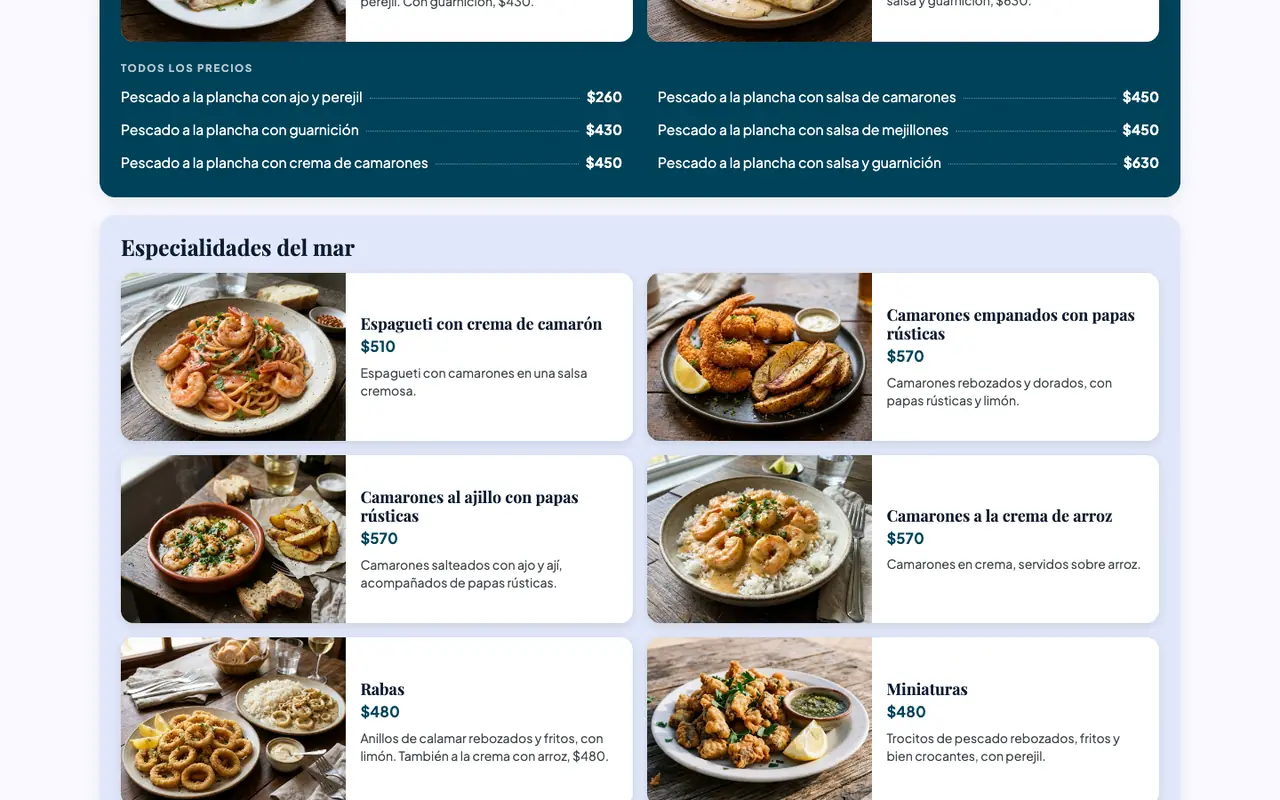 perejil. Con guarnición, $430.
salsa y guarnición, $630.
TODOS LOS PRECIOS
Pescado a la plancha con ajo y perejil $260
Pescado a la plancha con salsa de camarones $450
Pescado a la plancha con guarnición $430
Pescado a la plancha con salsa de mejillones $450
Pescado a la plancha con crema de camarones $450
Pescado a la plancha con salsa y guarnición $630
Especialidades del mar
Espagueti con crema de camarón
$510
Espagueti con camarones en una salsa
cremosa.
Camarones empanados con papas
rústicas
$570
Camarones rebozados y dorados, con
papas rústicas y limón.
Camarones al ajillo con papas
rústicas
$570
Camarones salteados con ajo y ají,
acompañados de papas rústicas.
Camarones a la crema de arroz
$570
Camarones en crema, servidos sobre arroz.
Rabas
$480
Anillos de calamar rebozados y fritos, con
limón. También a la crema con arroz, $480.
Miniaturas
$480
Trocitos de pescado rebozados, fritos y
bien crocantes, con perejil.